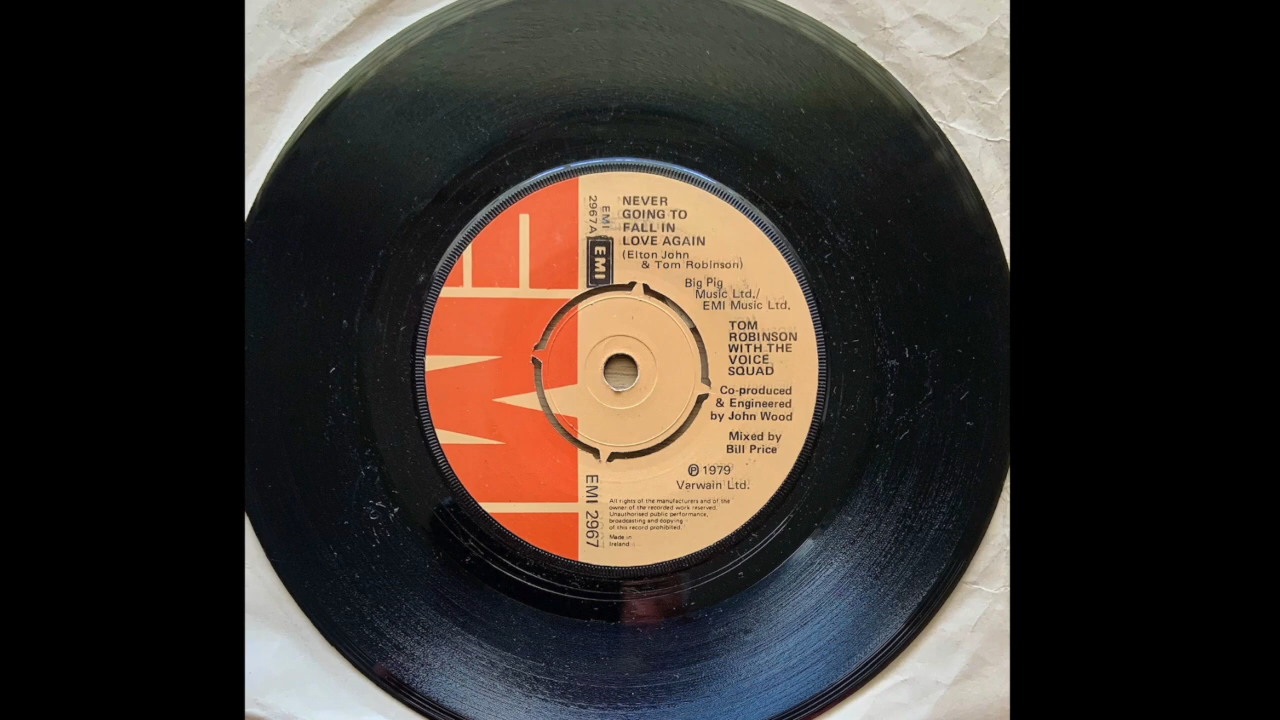 EMI
2967A
EMI
NEVER
GOING TO
FALL IN
LOVE AGAIN
(Elton John
& Tom Robinson)
Big Pig
Music Ltd./
EMI Music Ltd.
TOM
ROBINSON
WITH THE
VOICE
SQUAD
Co-produced
& Engineered
by John Wood
Mixed by
Bill Price
℗ 1979
Varwain Ltd.
EMI 2967
All rights of the manufacturers and of the
owner of the recorded work reserved.
Unauthorised public performance,
broadcasting and copying
of this record prohibited.
Made in
Ireland
EMI